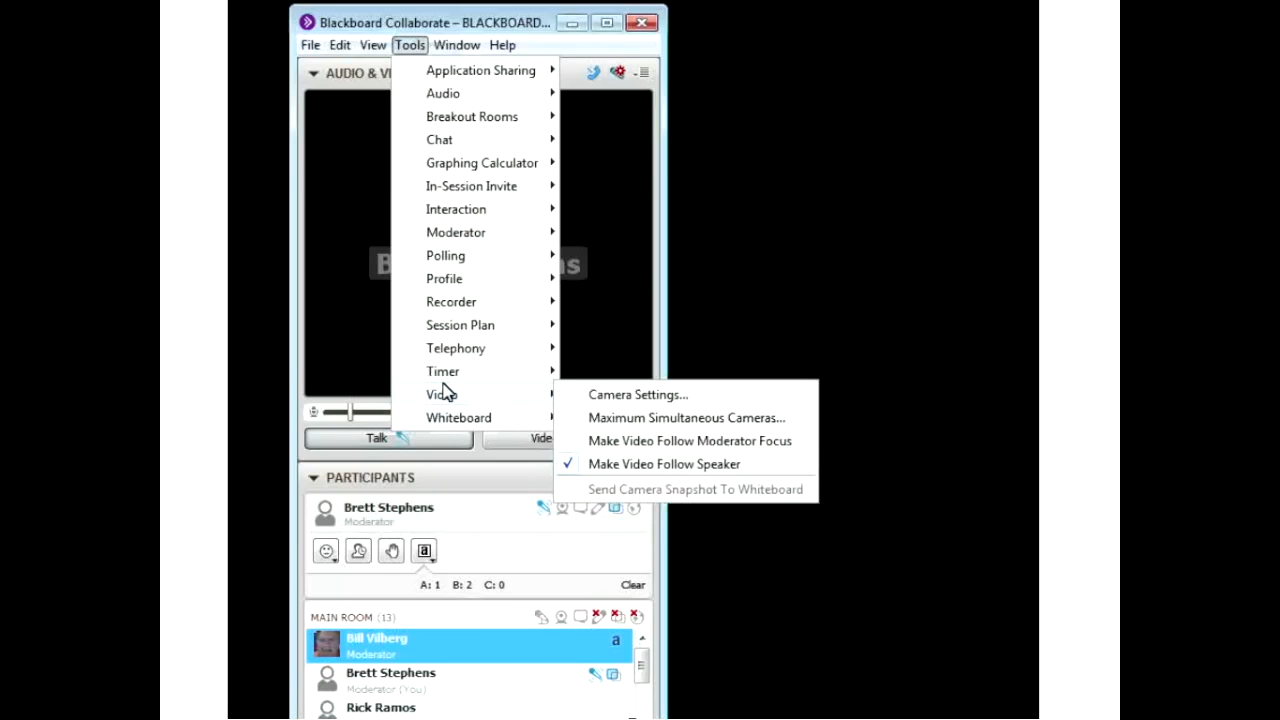 Blackboard Collaborate – BLACKBOARD...
File Edit View Tools Window Help
AUDIO & VI
Application Sharing
Audio
Breakout Rooms
Chat
Graphing Calculator
In-Session Invite
Interaction
Moderator
Polling
Profile
Recorder
Session Plan
Telephony
Timer
Video
Whiteboard
Camera Settings...
Maximum Simultaneous Cameras...
Make Video Follow Moderator Focus
Make Video Follow Speaker
Send Camera Snapshot To Whiteboard
Talk Vide
PARTICIPANTS
Brett Stephens
Moderator
a
A: 1 B: 2 C: 0 Clear
MAIN ROOM (13)
Bill Vilberg a
Moderator
Brett Stephens
Moderator (You)
Rick Ramos